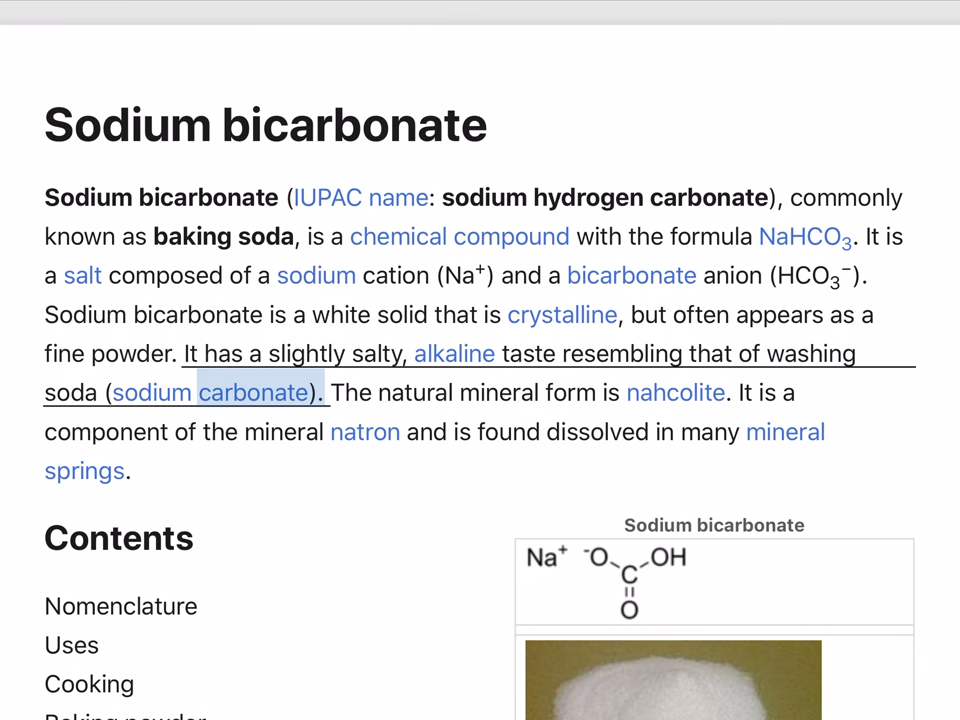 Sodium bicarbonate
Sodium bicarbonate (IUPAC name: sodium hydrogen carbonate), commonly
known as baking soda, is a chemical compound with the formula NaHCO₃. It is
a salt composed of a sodium cation (Na⁺) and a bicarbonate anion (HCO₃⁻).
Sodium bicarbonate is a white solid that is crystalline, but often appears as a
fine powder. It has a slightly salty, alkaline taste resembling that of washing
soda (sodium carbonate). The natural mineral form is nahcolite. It is a
component of the mineral natron and is found dissolved in many mineral
springs.
Contents
Nomenclature
Uses
Cooking
Baking powder
Sodium bicarbonate
Na⁺ ⁻O OH
C
O